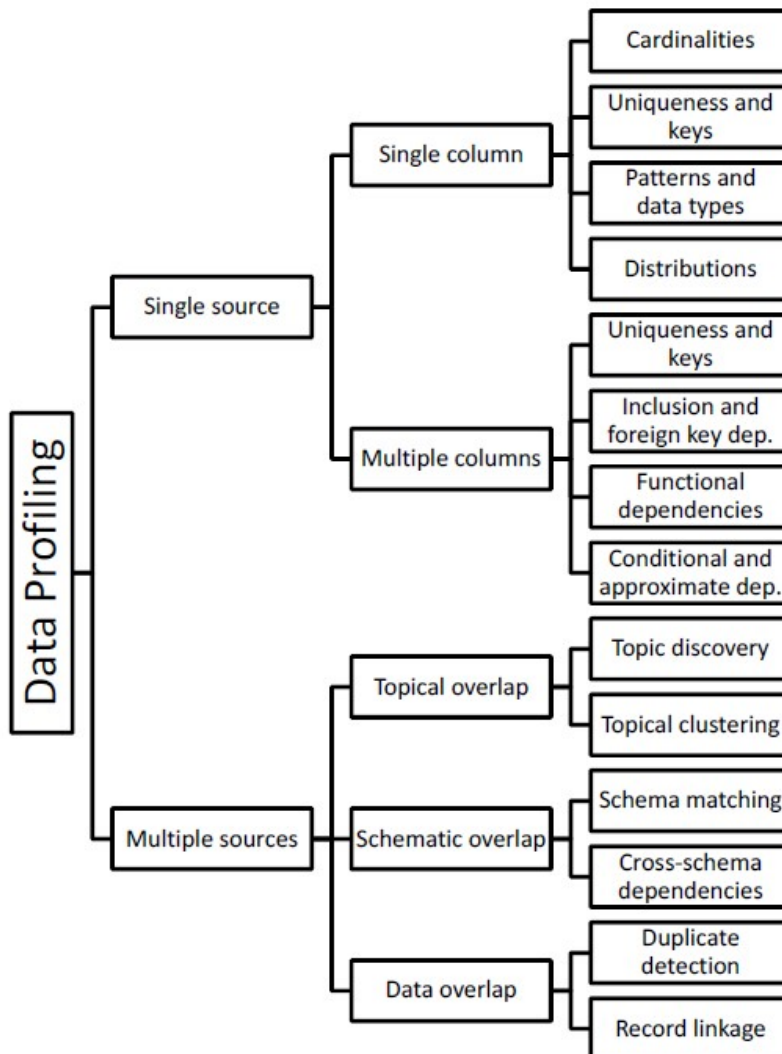 Data Profiling
Single source
Single column
Cardinalities
Uniqueness and
keys
Patterns and
data types
Distributions
Multiple columns
Uniqueness and
keys
Inclusion and
foreign key dep.
Functional
dependencies
Conditional and
approximate dep.
Multiple sources
Topical overlap
Topic discovery
Topical clustering
Schematic overlap
Schema matching
Cross-schema
dependencies
Data overlap
Duplicate
detection
Record linkage